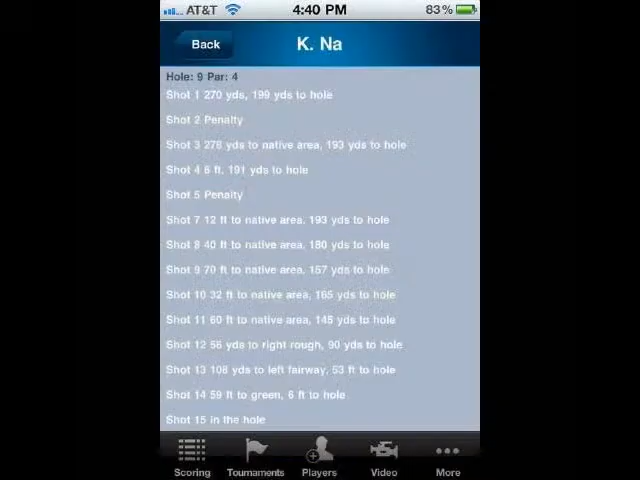 AT&T 4:40 PM 83%
Back K. Na
Hole: 9 Par: 4
Shot 1 270 yds, 199 yds to hole
Shot 2 Penalty
Shot 3 278 yds to native area, 193 yds to hole
Shot 4 6 ft, 191 yds to hole
Shot 5 Penalty
Shot 7 12 ft to native area, 193 yds to hole
Shot 8 40 ft to native area, 180 yds to hole
Shot 9 70 ft to native area, 157 yds to hole
Shot 10 32 ft to native area, 165 yds to hole
Shot 11 60 ft to native area, 145 yds to hole
Shot 12 56 yds to right rough, 90 yds to hole
Shot 13 108 yds to left fairway, 53 ft to hole
Shot 14 59 ft to green, 6 ft to hole
Shot 15 in the hole
Scoring Tournaments Players Video More